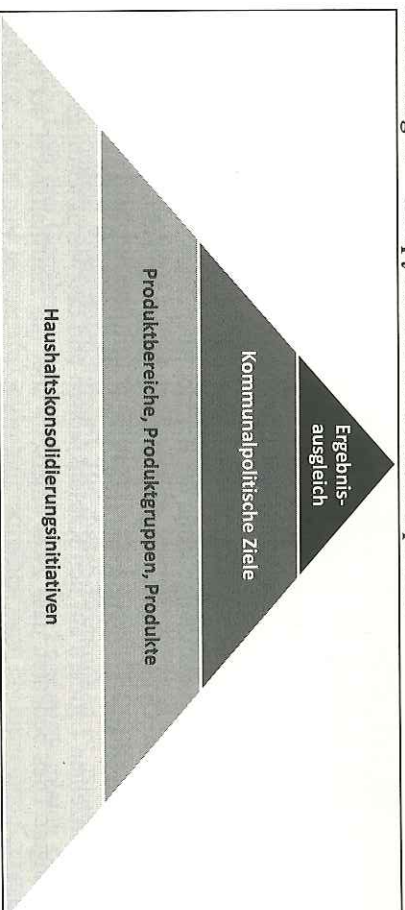 Ergebnis-
ausgleich
Kommunalpolitische Ziele
Produktbereiche, Produktgruppen, Produkte
Haushaltskonsolidierungsinitiativen